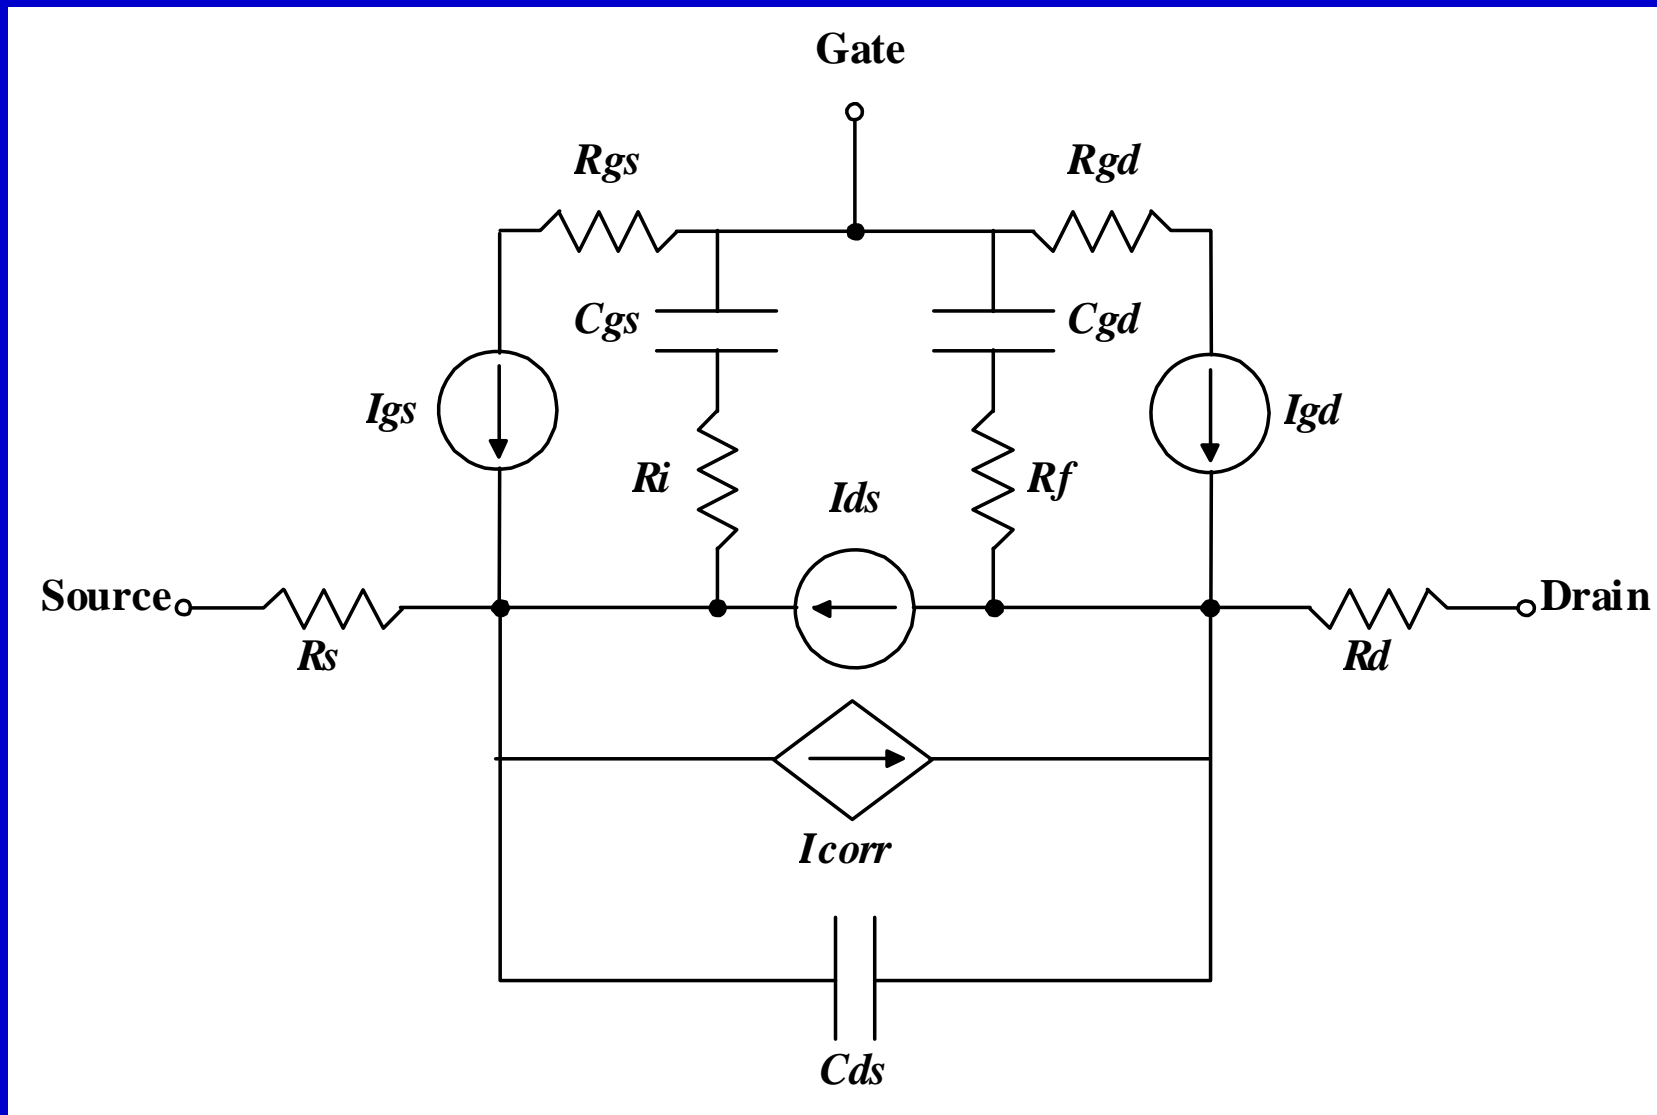 Gate
Rgs
Rgd
Cgs
Cgd
Igs
Igd
Ri
Rf
Ids
Source
Drain
Rs
Rd
Icorr
Cds